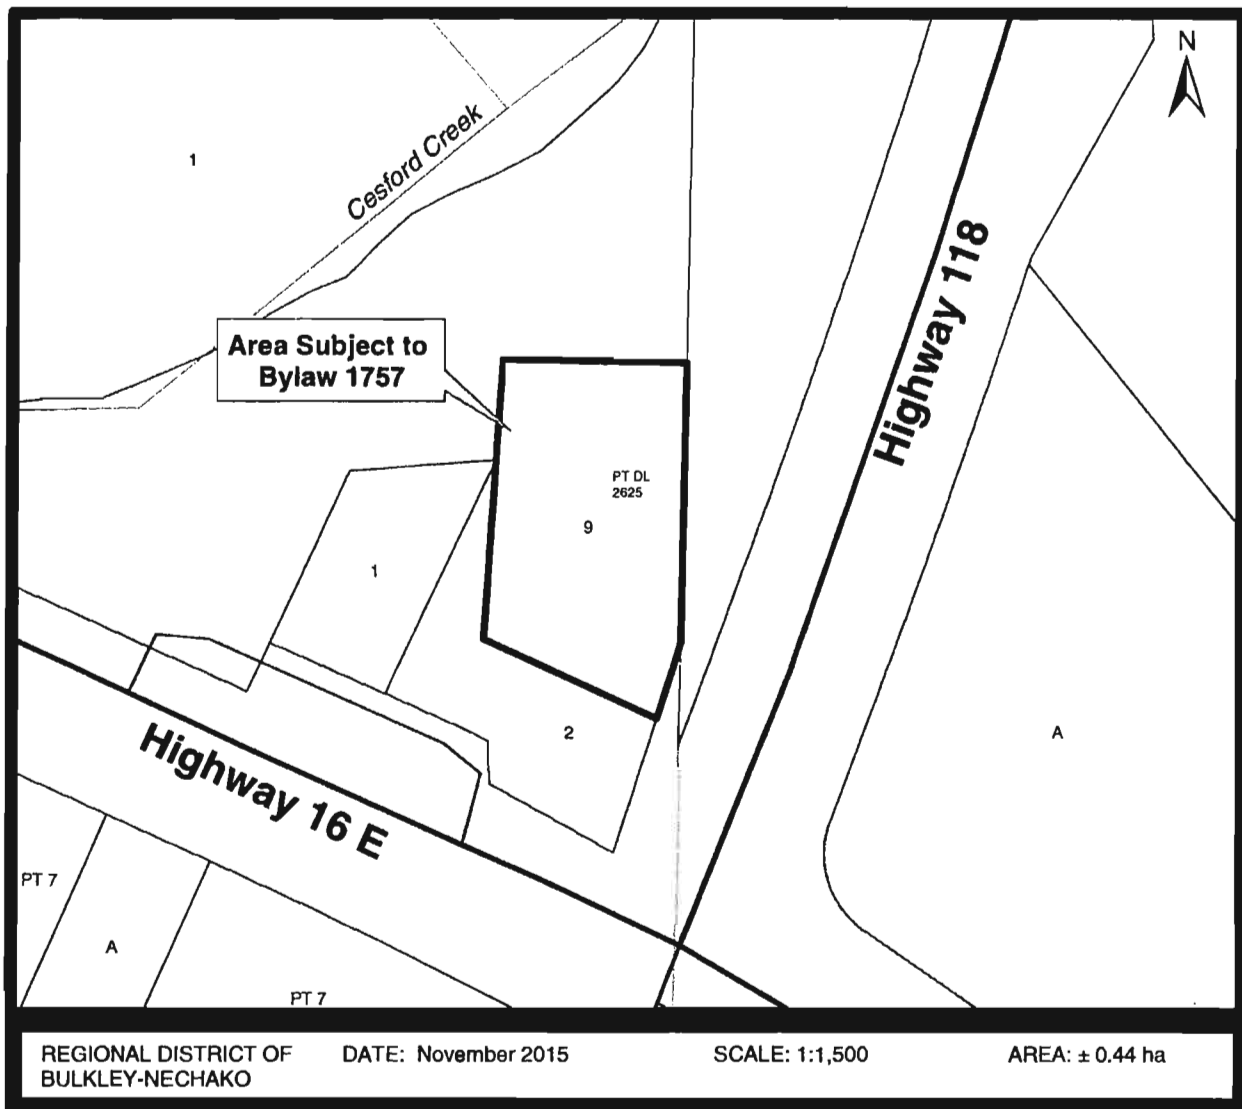 N
1
Cesford Creek
Highway 118
Area Subject to
Bylaw 1757
PT DL
2625
9
1
2
A
Highway 16 E
PT 7
A
PT 7
REGIONAL DISTRICT OF
BULKLEY-NECHAKO
DATE: November 2015
SCALE: 1:1,500
AREA: ± 0.44 ha